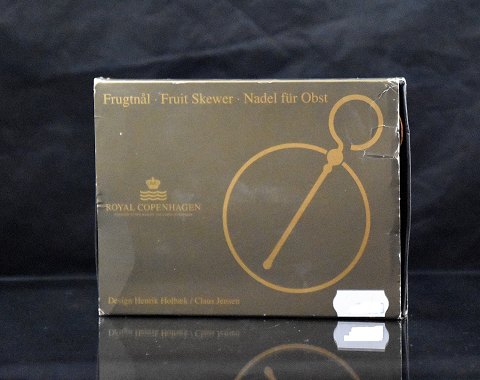 Frugtnål · Fruit Skewer · Nadel für Obst
ROYAL COPENHAGEN
Design Henrik Holbæk / Claus Jensen